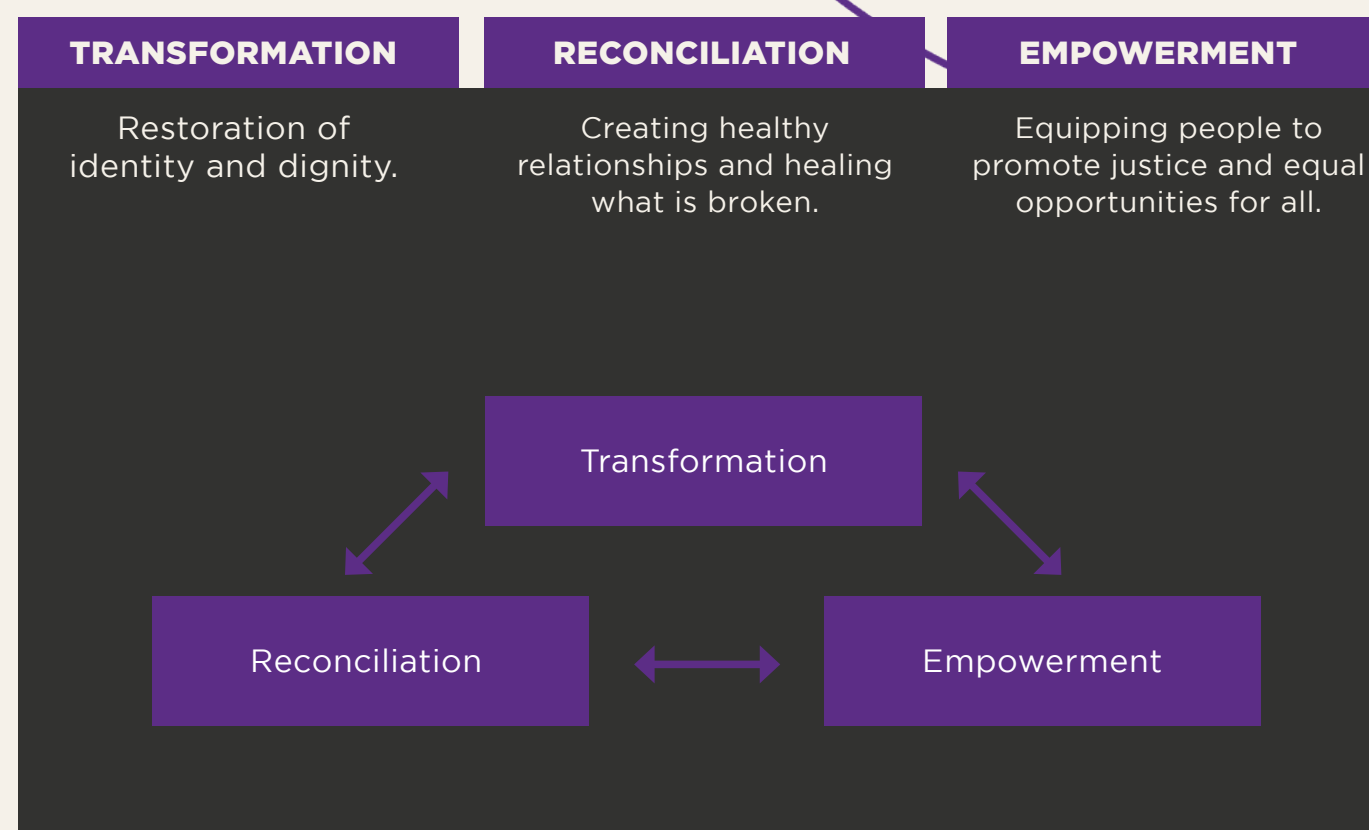 TRANSFORMATION
Restoration of
identity and dignity.
RECONCILIATION
Creating healthy
relationships and healing
what is broken.
EMPOWERMENT
Equipping people to
promote justice and equal
opportunities for all.
Transformation
Reconciliation
Empowerment